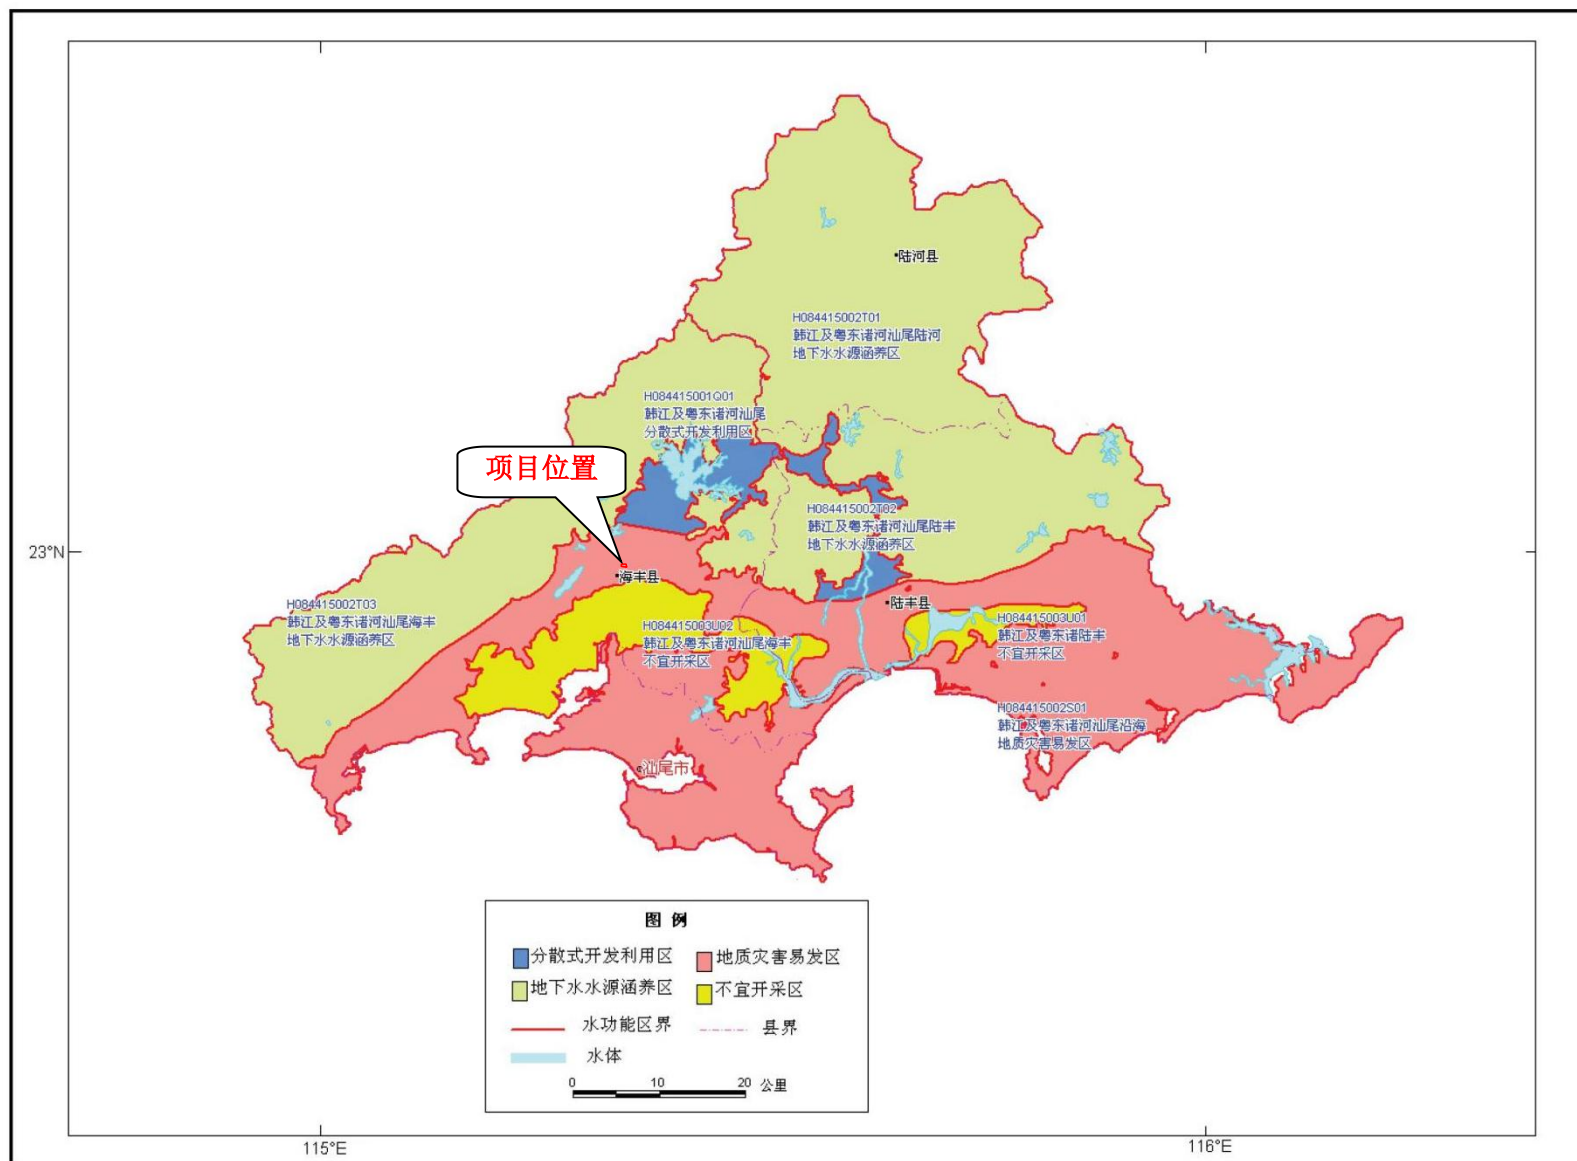 陆河县
H084415002T01
韩江及粤东诸河汕尾陆河
地下水水源涵养区
H084415001Q01
韩江及粤东诸河汕尾
分散式开发利用区
项目位置
H084415002T02
韩江及粤东诸河汕尾陆丰
地下水水源涵养区
23°N
海丰县
陆丰县
H084415002T03
韩江及粤东诸河汕尾海丰
地下水水源涵养区
H084415003U02
韩江及粤东诸河汕尾海丰
不宜开采区
H084415003U01
韩江及粤东诸陆丰
不宜开采区
H084415002S01
韩江及粤东诸河汕尾沿海
地质灾害易发区
汕尾市
图 例
分散式开发利用区 地质灾害易发区
地下水水源涵养区 不宜开采区
水功能区界 县界
水体
0 10 20 公里
115°E 116°E